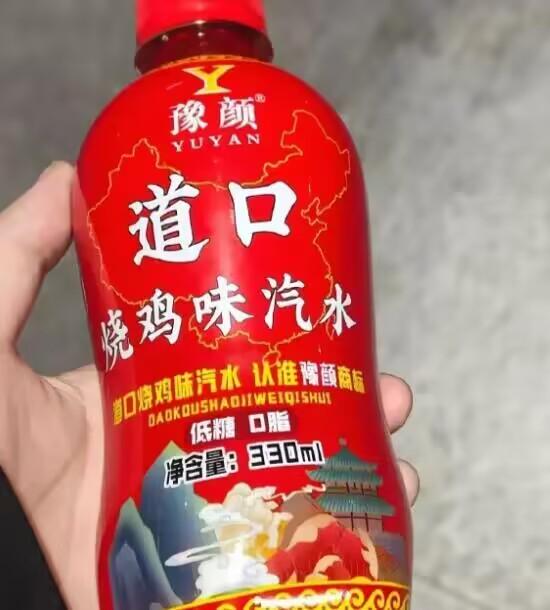 Y
豫颜®
YUYAN
道口
烧鸡味汽水
道口烧鸡味汽水 认准豫颜商标
DAOKOUSHAOJIWEIQISHUI
低糖 0脂
净含量:330ml